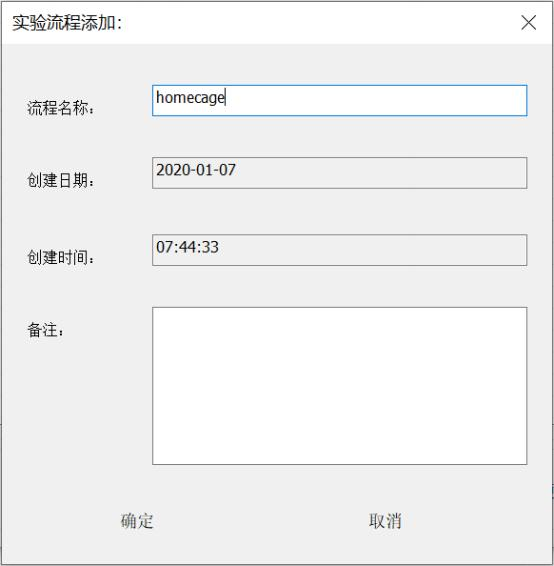 实验流程添加：
流程名称： homecage
创建日期： 2020-01-07
创建时间： 07:44:33
备注：
确定 取消